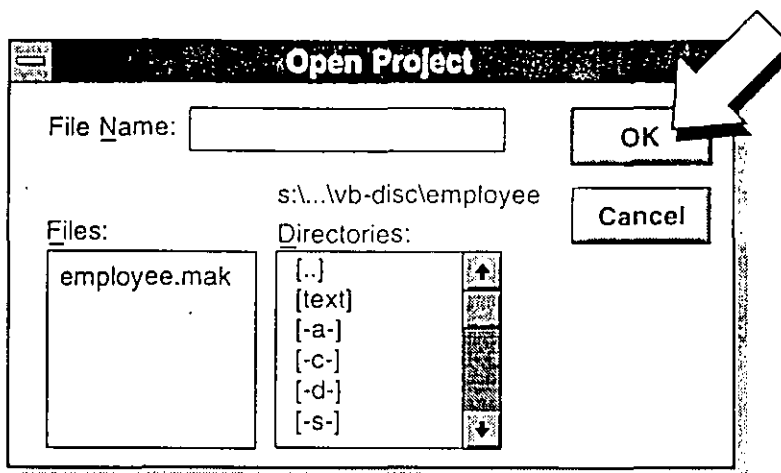 Open Project
File Name:
OK
s:\...\vb-disc\employee
Cancel
Files:
Directories:
employee.mak
[..]
[text]
[-a-]
[-c-]
[-d-]
[-s-]